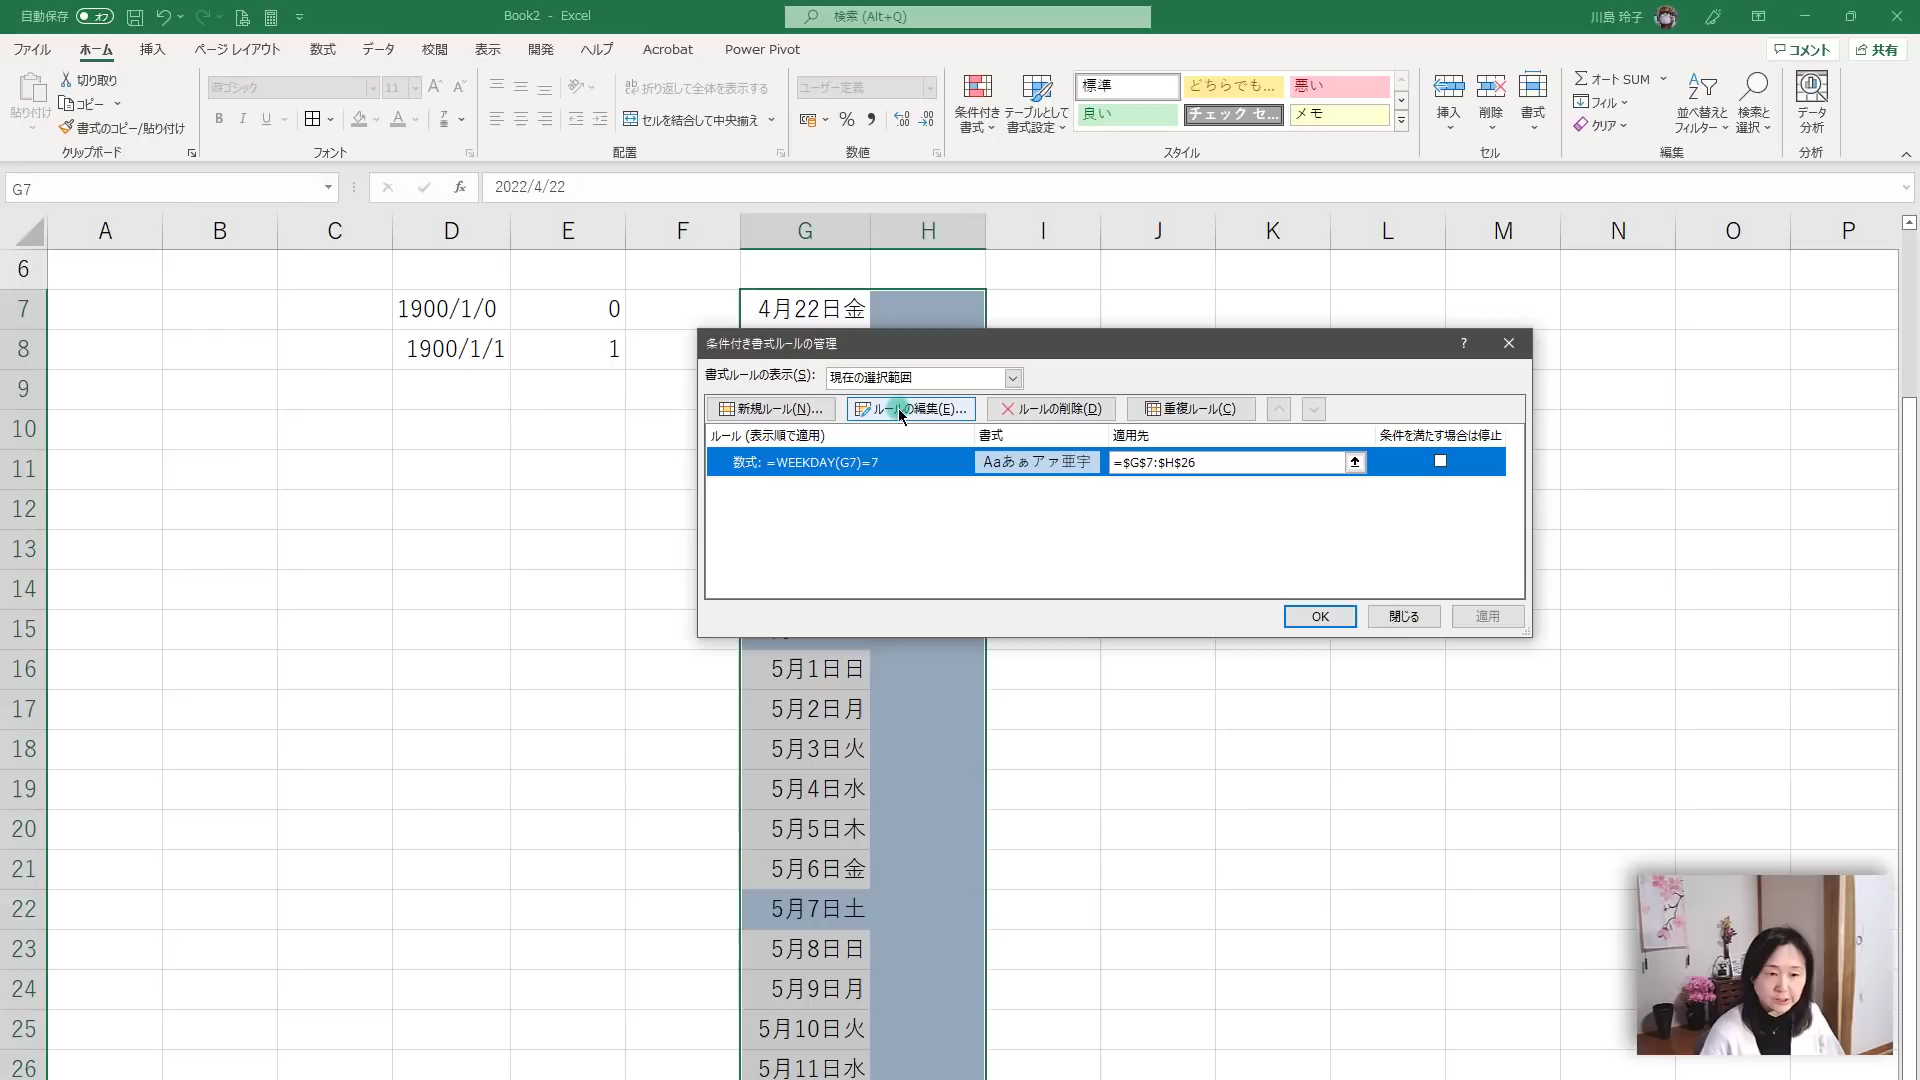 自動保存 オフ Book2 - Excel 検索 (Alt+Q) 川島 玲子
ファイル ホーム 挿入 ページ レイアウト 数式 データ 校閲 表示 開発 ヘルプ Acrobat Power Pivot コメント 共有
貼り付け 切り取り コピー 書式のコピー/貼り付け
クリップボード
游ゴシック 11 A A
B I U A
フォント
ab 折り返して全体を表示する
セルを結合して中央揃え
配置
ユーザー定義
% 9
数値
条件付き書式 テーブルとして書式設定
標準 どちらでも... 悪い
良い チェック セ... メモ
スタイル
挿入 削除 書式
セル
オート SUM
フィル
クリア
並べ替えとフィルター 検索と選択
編集
データ分析
分析
G7 fx 2022/4/22
A B C D E F G H I J K L M N O P
6
7 1900/1/0 0 4月22日金
8 1900/1/1 1
9
10
11
12
13
14
15
16 5月1日日
17 5月2日月
18 5月3日火
19 5月4日水
20 5月5日木
21 5月6日金
22 5月7日土
23 5月8日日
24 5月9日月
25 5月10日火
26 5月11日水
条件付き書式ルールの管理 ?
書式ルールの表示(S): 現在の選択範囲
新規ルール(N)... ルールの編集(E)... ルールの削除(D) 重複ルール(C)
ルール (表示順で適用) 書式 適用先 条件を満たす場合は停止
数式: =WEEKDAY(G7)=7 Aaあぁアァ亜宇 =$G$7:$H$26
OK 閉じる 適用